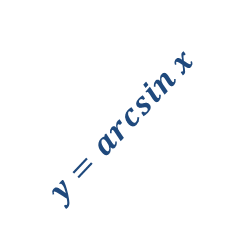 y = arcsin x